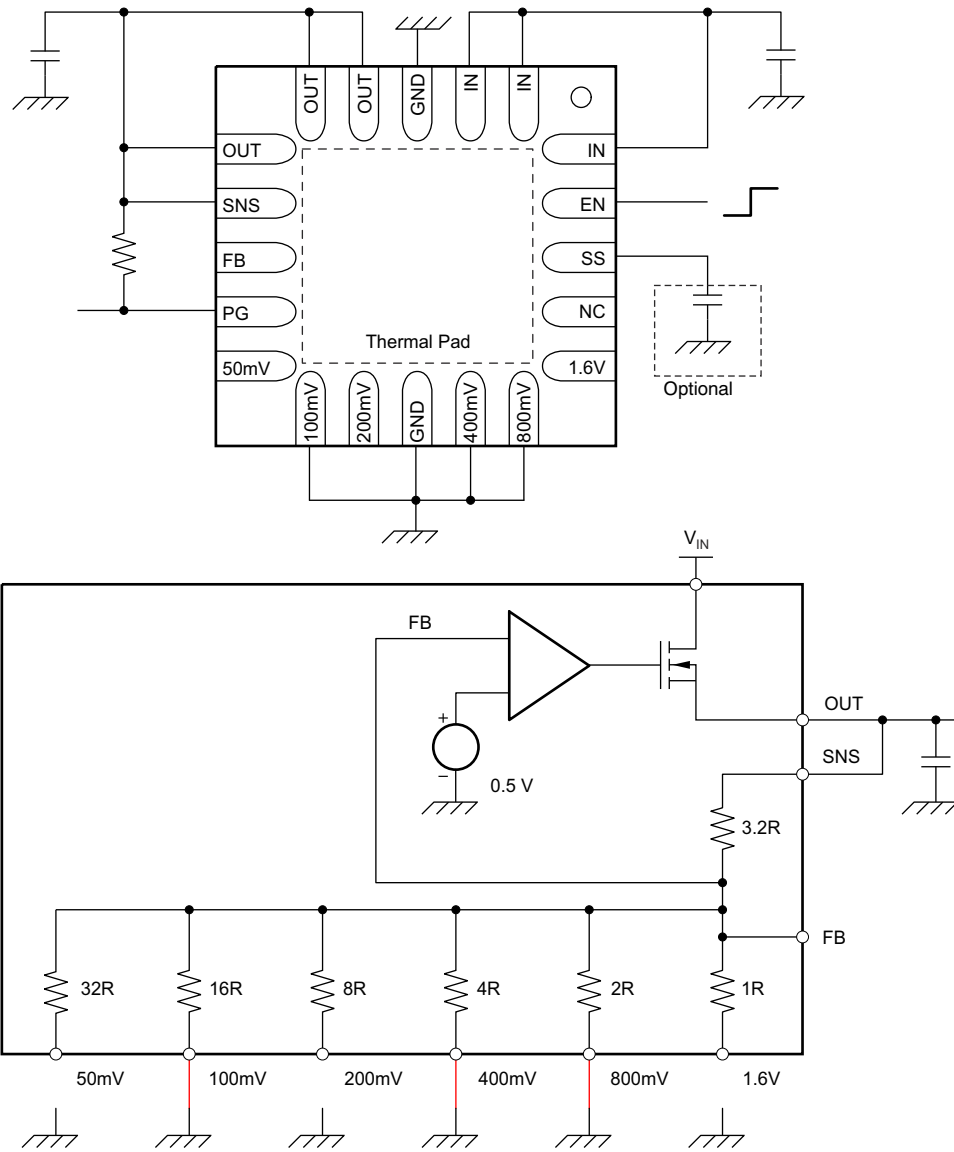 OUT
OUT
GND
IN
IN
OUT
IN
SNS
EN
FB
SS
PG
NC
Thermal Pad
50mV
1.6V
Optional
100mV
200mV
GND
400mV
800mV
VIN
FB
OUT
+
SNS
−
0.5 V
3.2R
FB
32R
16R
8R
4R
2R
1R
50mV
100mV
200mV
400mV
800mV
1.6V